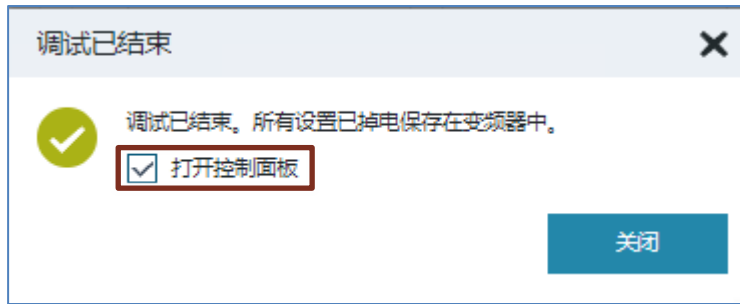 调试已结束
调试已结束。所有设置已掉电保存在变频器中。
打开控制面板
关闭